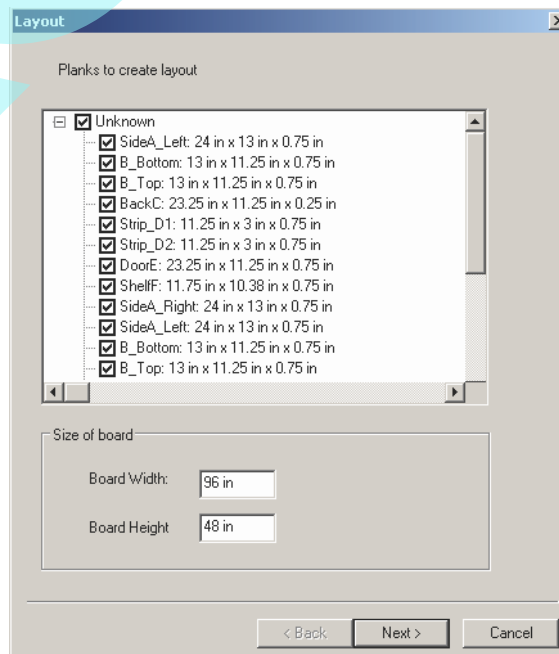 Layout
Planks to create layout
Unknown
SideA_Left: 24 in x 13 in x 0.75 in
B_Bottom: 13 in x 11.25 in x 0.75 in
B_Top: 13 in x 11.25 in x 0.75 in
BackC: 23.25 in x 11.25 in x 0.25 in
Strip_D1: 11.25 in x 3 in x 0.75 in
Strip_D2: 11.25 in x 3 in x 0.75 in
DoorE: 23.25 in x 11.25 in x 0.75 in
ShelfF: 11.75 in x 10.38 in x 0.75 in
SideA_Right: 24 in x 13 in x 0.75 in
SideA_Left: 24 in x 13 in x 0.75 in
B_Bottom: 13 in x 11.25 in x 0.75 in
B_Top: 13 in x 11.25 in x 0.75 in
Size of board
Board Width: 96 in
Board Height 48 in
< Back Next > Cancel